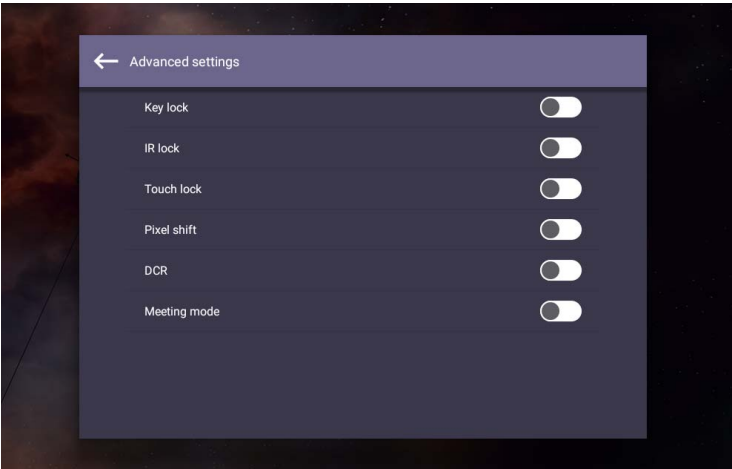 Advanced settings
Key lock
IR lock
Touch lock
Pixel shift
DCR
Meeting mode